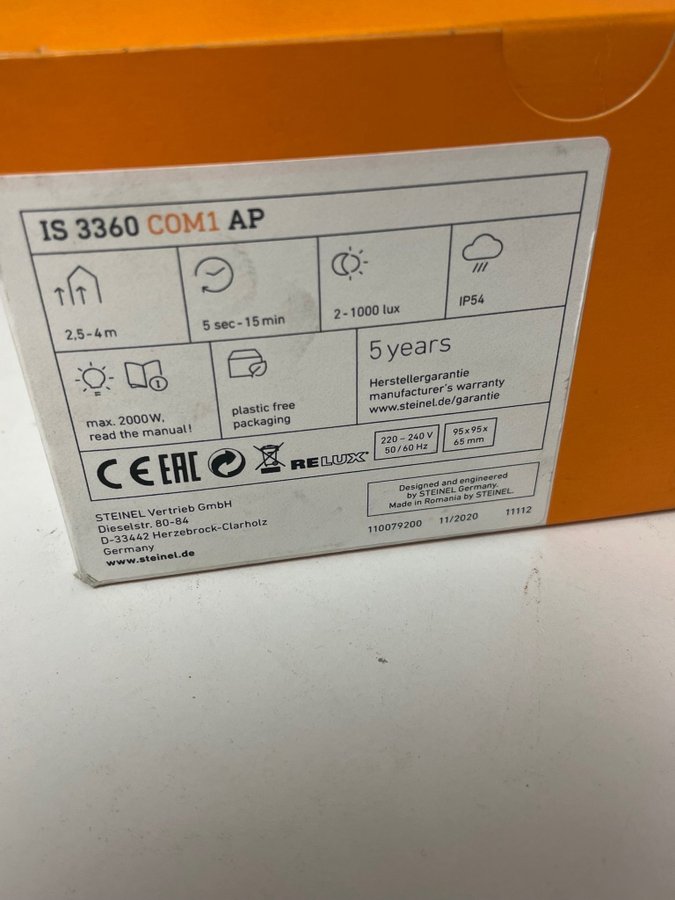 IS 3360 COM1 AP
2,5-4 m
5 sec-15 min
2-1000 lux
IP54
max. 2000W,
read the manual!
plastic free
packaging
5 years
Herstellergarantie
manufacturer's warranty
www.steinel.de/garantie
CE EAC RELUX
220 – 240 V
50 / 60 Hz
95 x 95 x
65 mm
STEINEL Vertrieb GmbH
Dieselstr. 80-84
D-33442 Herzebrock-Clarholz
Germany
www.steinel.de
Designed and engineered
by STEINEL Germany.
Made in Romania by STEINEL.
110079200 11/2020 11112